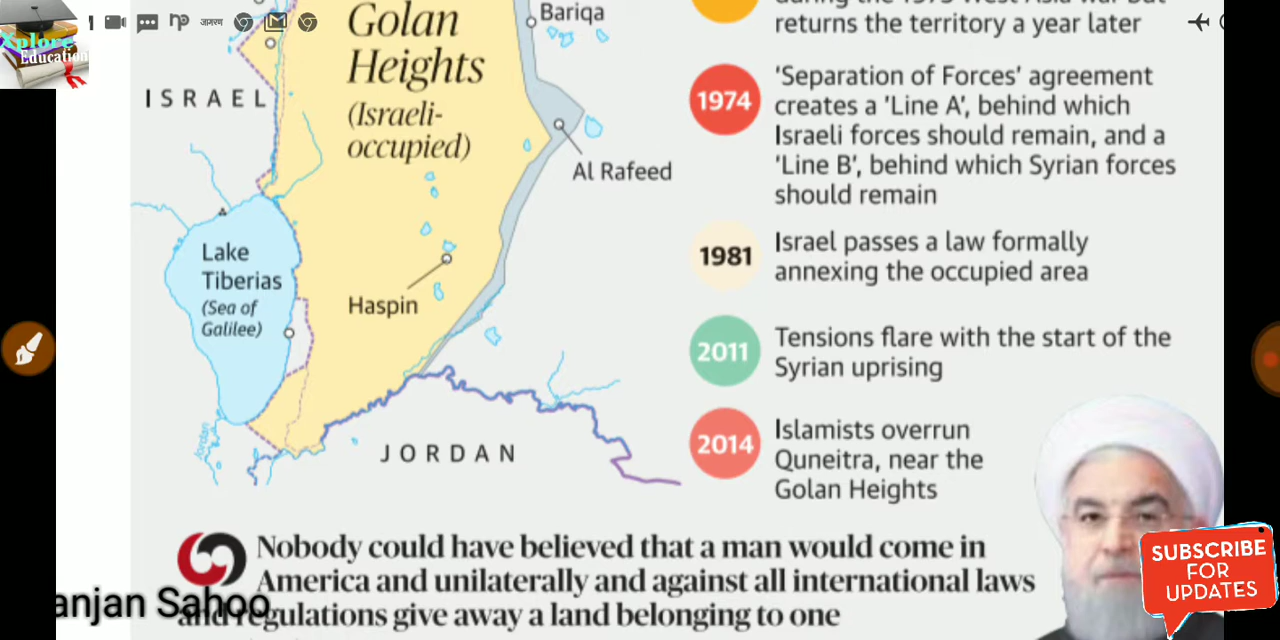 Xplore
Education
जागरण
Golan
Heights
(Israeli-
occupied)
Bariqa
ISRAEL
Al Rafeed
Lake
Tiberias
(Sea of
Galilee)
Haspin
Jordan
JORDAN
returns the territory a year later
1974
'Separation of Forces' agreement
creates a 'Line A', behind which
Israeli forces should remain, and a
'Line B', behind which Syrian forces
should remain
1981
Israel passes a law formally
annexing the occupied area
2011
Tensions flare with the start of the
Syrian uprising
2014
Islamists overrun
Quneitra, near the
Golan Heights
Nobody could have believed that a man would come in
America and unilaterally and against all international laws
and regulations give away a land belonging to one
anjan Sahoo
SUBSCRIBE
FOR
UPDATES